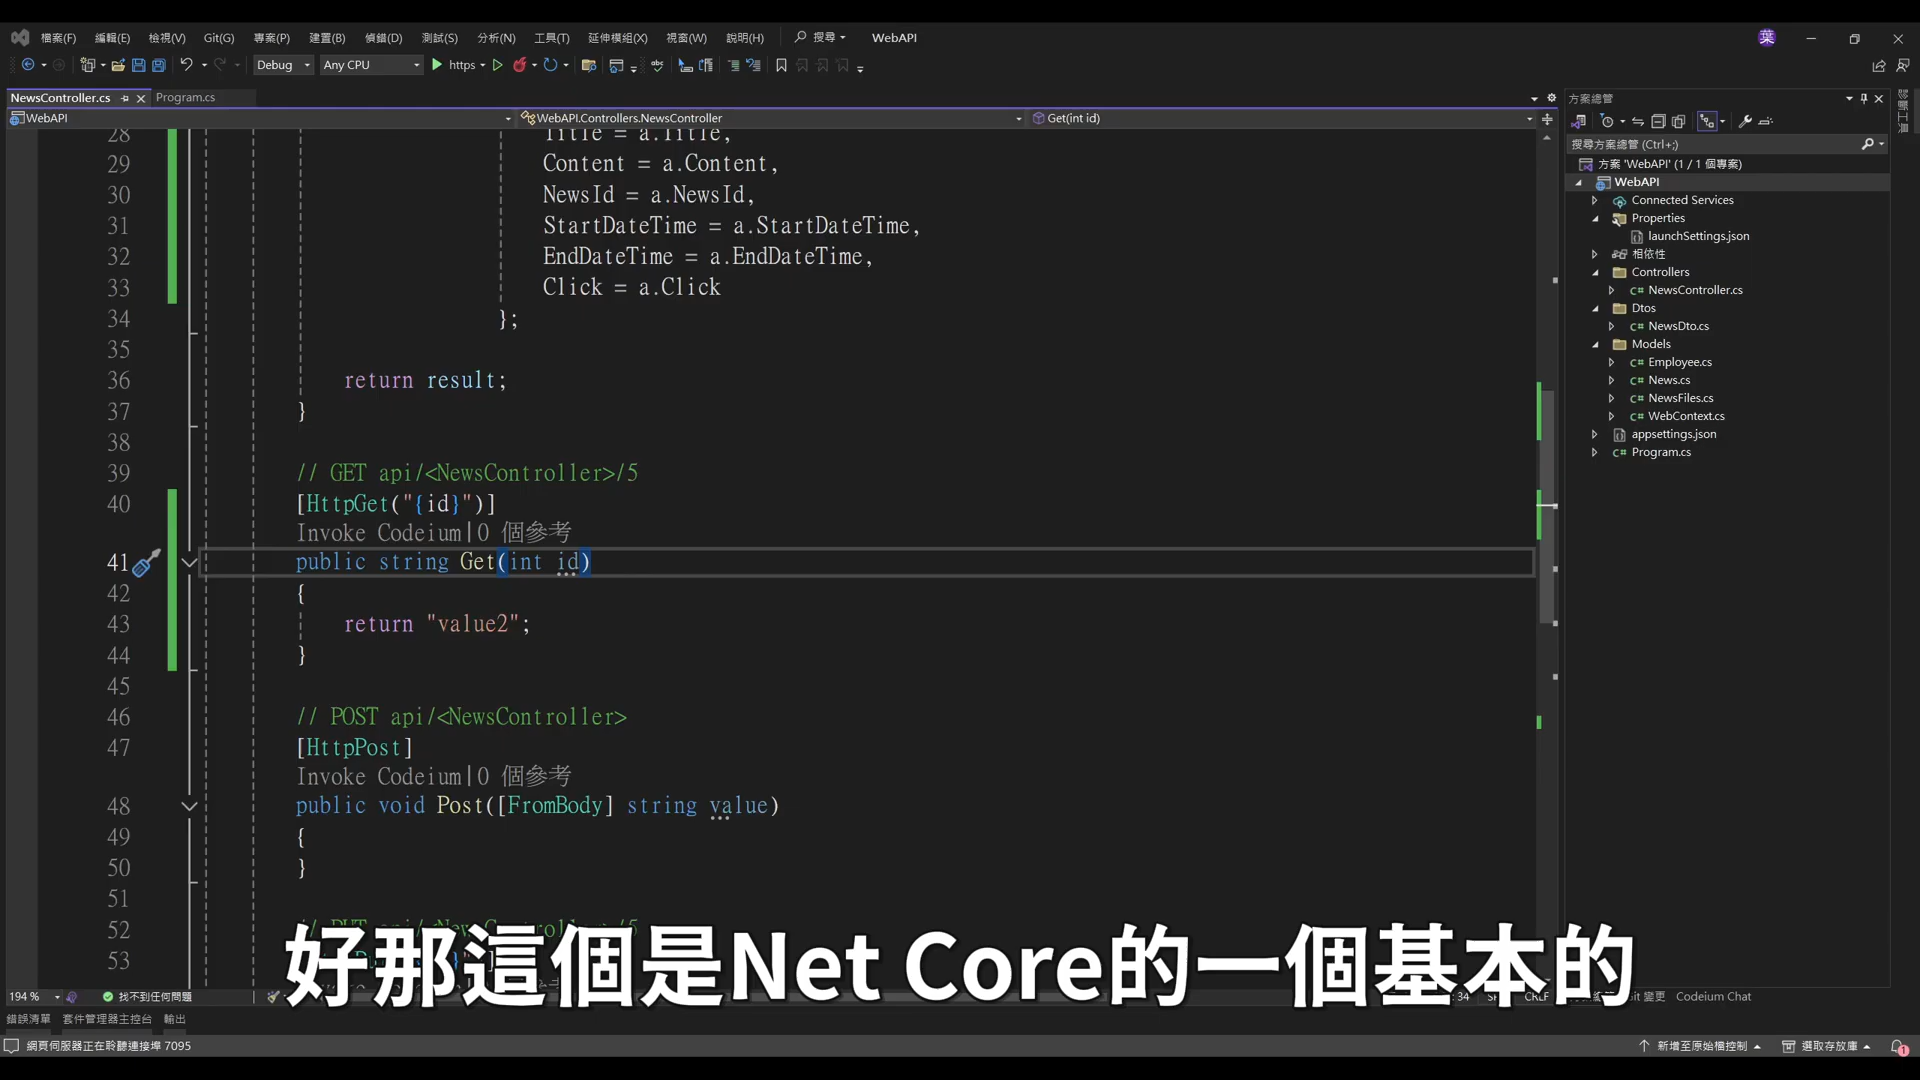 檔案(F) 編輯(E) 檢視(V) Git(G) 專案(P) 建置(B) 偵錯(D) 測試(S) 分析(N) 工具(T) 延伸模組(X) 視窗(W) 說明(H) 搜尋 WebAPI 葉
Debug Any CPU https
NewsController.cs Program.cs
WebAPI WebAPI.Controllers.NewsController Get(int id)
28 Title = a.Title,
29 Content = a.Content,
30 NewsId = a.NewsId,
31 StartDateTime = a.StartDateTime,
32 EndDateTime = a.EndDateTime,
33 Click = a.Click
34 };
35
36 return result;
37 }
38
39 // GET api/<NewsController>/5
40 [HttpGet("{id}")]
Invoke Codeium|0 個參考
41 public string Get(int id)
42 {
43 return "value2";
44 }
45
46 // POST api/<NewsController>
47 [HttpPost]
Invoke Codeium|0 個參考
48 public void Post([FromBody] string value)
49 {
50 }
51
52
53
好那這個是Net Core的一個基本的
194 % 找不到任何問題 CRLF 變更 Codeium Chat
錯誤清單 套件管理器主控台 輸出
網頁伺服器正在聆聽連接埠 7095 新增至原始檔控制 選取存放庫 1
方案總管
搜尋方案總管 (Ctrl+;)
方案 'WebAPI' (1 / 1 個專案)
WebAPI
Connected Services
Properties
launchSettings.json
相依性
Controllers
C# NewsController.cs
Dtos
C# NewsDto.cs
Models
C# Employee.cs
C# News.cs
C# NewsFiles.cs
C# WebContext.cs
appsettings.json
C# Program.cs